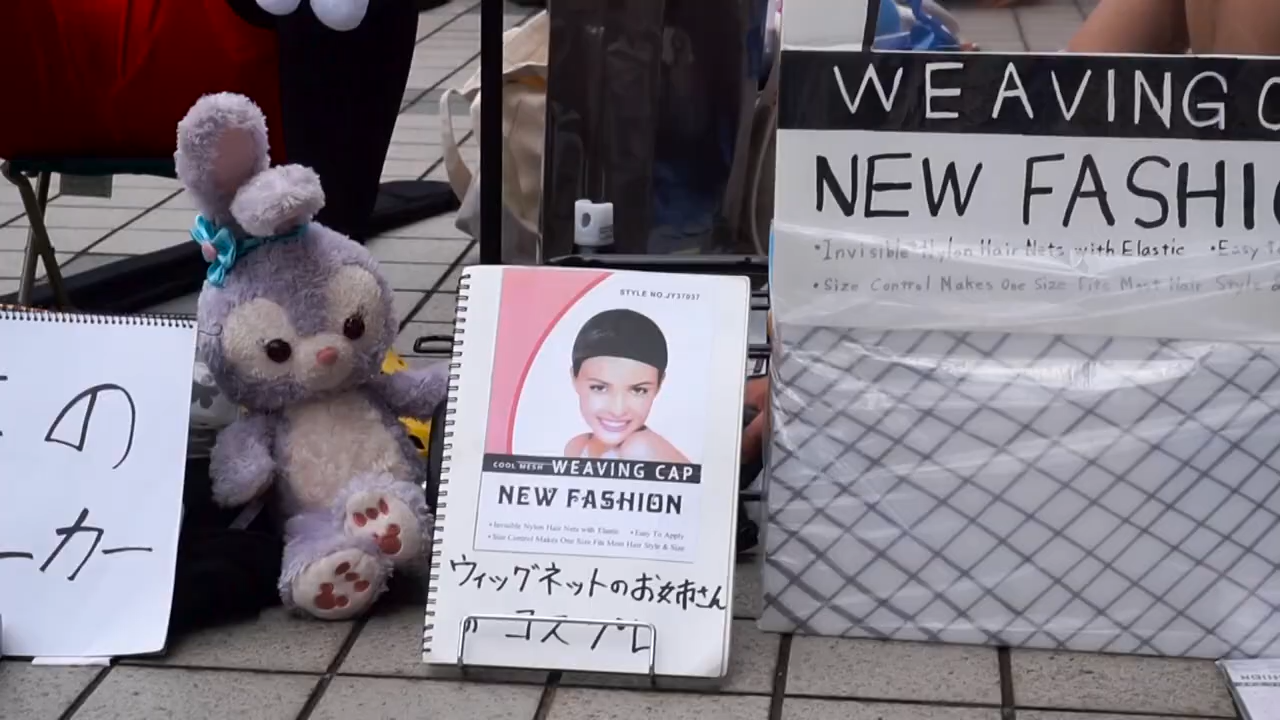 の
ーカー
STYLE NO.JY37037
COOL MESH WEAVING CAP
NEW FASHION
• Invisible Nylon Hair Nets with Elastic • Easy To Apply
• Size Control Makes One Size Fits Most Hair Style & Size
ウィッグネットのお姉さん
の コスプレ
WEAVING C
NEW FASHIO
•Invisible Nylon Hair Nets with Elastic •Easy T
•Size Control Makes One Size Fits Most Hair Style &